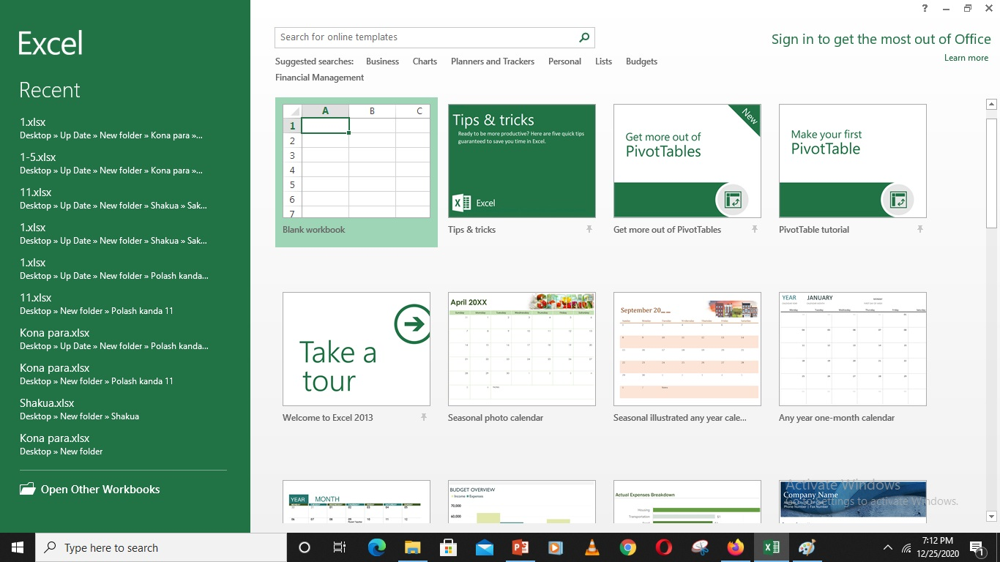 Excel
Recent
1.xlsx
Desktop » Up Date » New folder » Kona para »...
1-5.xlsx
Desktop » Up Date » New folder » Kona para »...
11.xlsx
Desktop » Up Date » New folder » Shakua » Sak...
1.xlsx
Desktop » Up Date » New folder » Shakua » Sak...
1.xlsx
Desktop » Up Date » New folder » Polash kanda...
11.xlsx
Desktop » New folder » Polash kanda 11
Kona para.xlsx
Desktop » Up Date » New folder » Polash kanda...
Kona para.xlsx
Desktop » New folder » Polash kanda 11
Shakua.xlsx
Desktop » New folder » Shakua
Kona para.xlsx
Desktop » New folder
Open Other Workbooks
?
Search for online templates
Sign in to get the most out of Office
Learn more
Suggested searches: Business Charts Planners and Trackers Personal Lists Budgets
Financial Management
A B C
1
2
3
4
5
6
7
Blank workbook
Tips & tricks
Ready to be more productive? Here are five quick tips
guaranteed to save you time in Excel.
Excel
Tips & tricks
New
Get more out of
PivotTables
Get more out of PivotTables
Make your first
PivotTable
PivotTable tutorial
Take a
tour
Welcome to Excel 2013
April 20XX
Seasonal photo calendar
September 20__
Seasonal illustrated any year cale...
YEAR JANUARY
Any year one-month calendar
YEAR MONTH
BUDGET OVERVIEW
Income Expenses
70,000
60,000
Actual Expenses Breakdown
Housing
Transportation
Company Name
Activate Windows
Go to Settings to activate Windows.
Type here to search
7:12 PM
12/25/2020
1